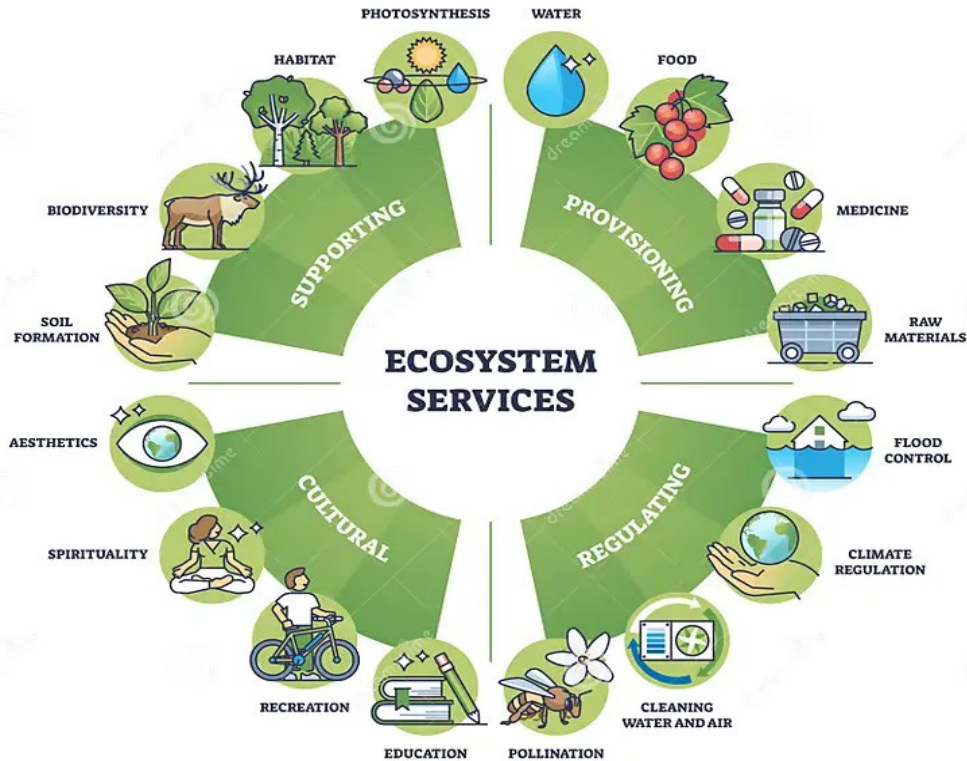 PHOTOSYNTHESIS
WATER
HABITAT
FOOD
BIODIVERSITY
MEDICINE
SUPPORTING
PROVISIONING
SOIL
FORMATION
RAW
MATERIALS
ECOSYSTEM
SERVICES
AESTHETICS
FLOOD
CONTROL
CULTURAL
REGULATING
SPIRITUALITY
CLIMATE
REGULATION
RECREATION
CLEANING
WATER AND AIR
EDUCATION
POLLINATION